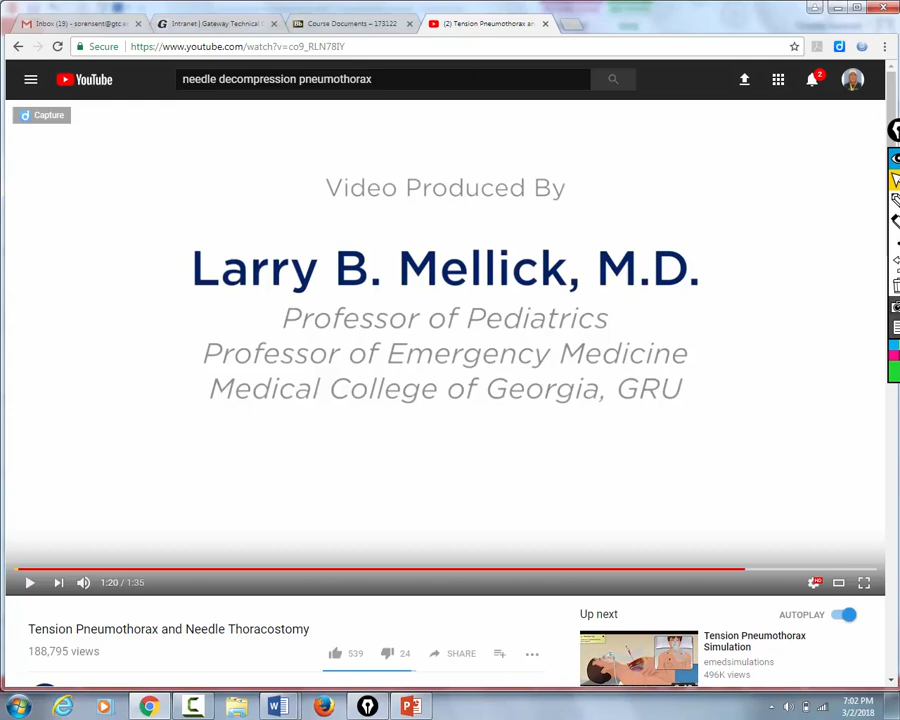 Inbox (19) - sorensent@gtc.e
Intranet | Gateway Technical C
Bb
Course Documents – 173122
(2) Tension Pneumothorax an
Secure
https://www.youtube.com/watch?v=co9_RLN78IY
YouTube
needle decompression pneumothorax
2
Capture
Video Produced By
Larry B. Mellick, M.D.
Professor of Pediatrics
Professor of Emergency Medicine
Medical College of Georgia, GRU
1:20 / 1:35
HD
Tension Pneumothorax and Needle Thoracostomy
188,795 views
539
24
SHARE
Up next
AUTOPLAY
Tension Pneumothorax
Simulation
emedsimulations
496K views
7:02 PM
3/2/2018